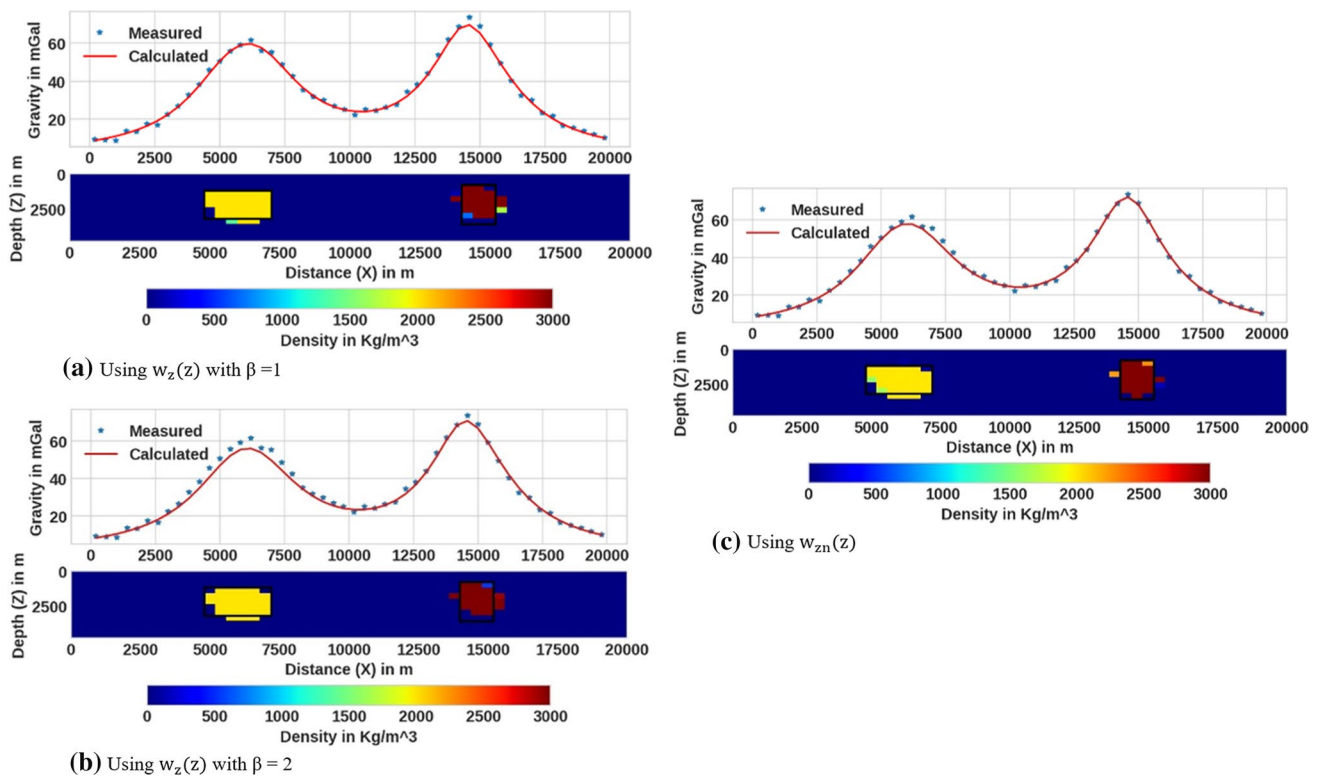 Gravity in mGal
60
40
20
Measured
Calculated
0 2500 5000 7500 10000 12500 15000 17500 20000
Depth (Z) in m
0
2500
0 2500 5000 7500 10000 12500 15000 17500 20000
Distance (X) in m
0 500 1000 1500 2000 2500 3000
Density in Kg/m^3
(a) Using wz(z) with β =1
Gravity in mGal
60
40
20
Measured
Calculated
0 2500 5000 7500 10000 12500 15000 17500 20000
Depth (Z) in m
0
2500
0 2500 5000 7500 10000 12500 15000 17500 20000
Distance (X) in m
0 500 1000 1500 2000 2500 3000
Density in Kg/m^3
(b) Using wz(z) with β = 2
Gravity in mGal
60
40
20
Measured
Calculated
0 2500 5000 7500 10000 12500 15000 17500 20000
Depth (Z) in m
0
2500
0 2500 5000 7500 10000 12500 15000 17500 20000
Distance (X) in m
0 500 1000 1500 2000 2500 3000
Density in Kg/m^3
(c) Using wzn(z)